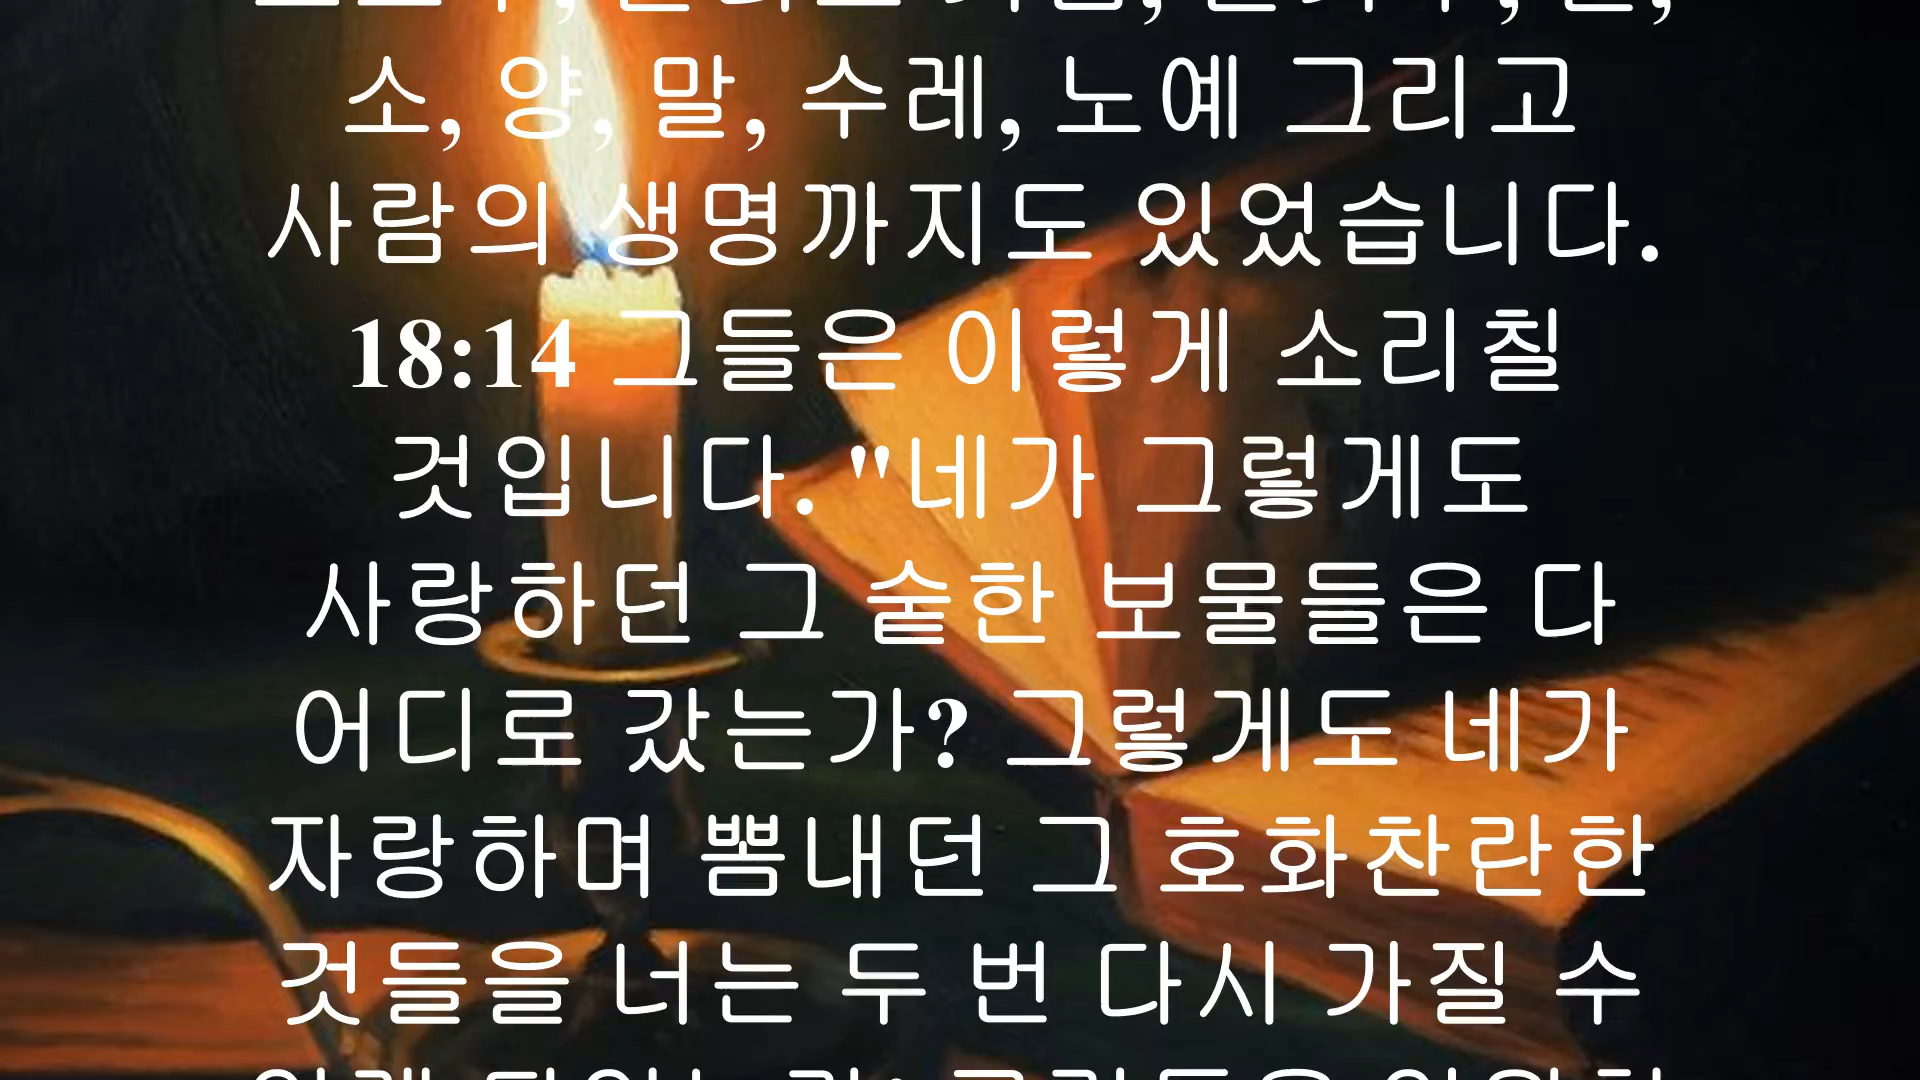 소, 양, 말, 수레, 노예 그리고
사람의 생명까지도 있었습니다.
18:14 그들은 이렇게 소리칠
것입니다. "네가 그렇게도
사랑하던 그 숱한 보물들은 다
어디로 갔는가? 그렇게도 네가
자랑하며 뽐내던 그 호화찬란한
것들을 너는 두 번 다시 가질 수